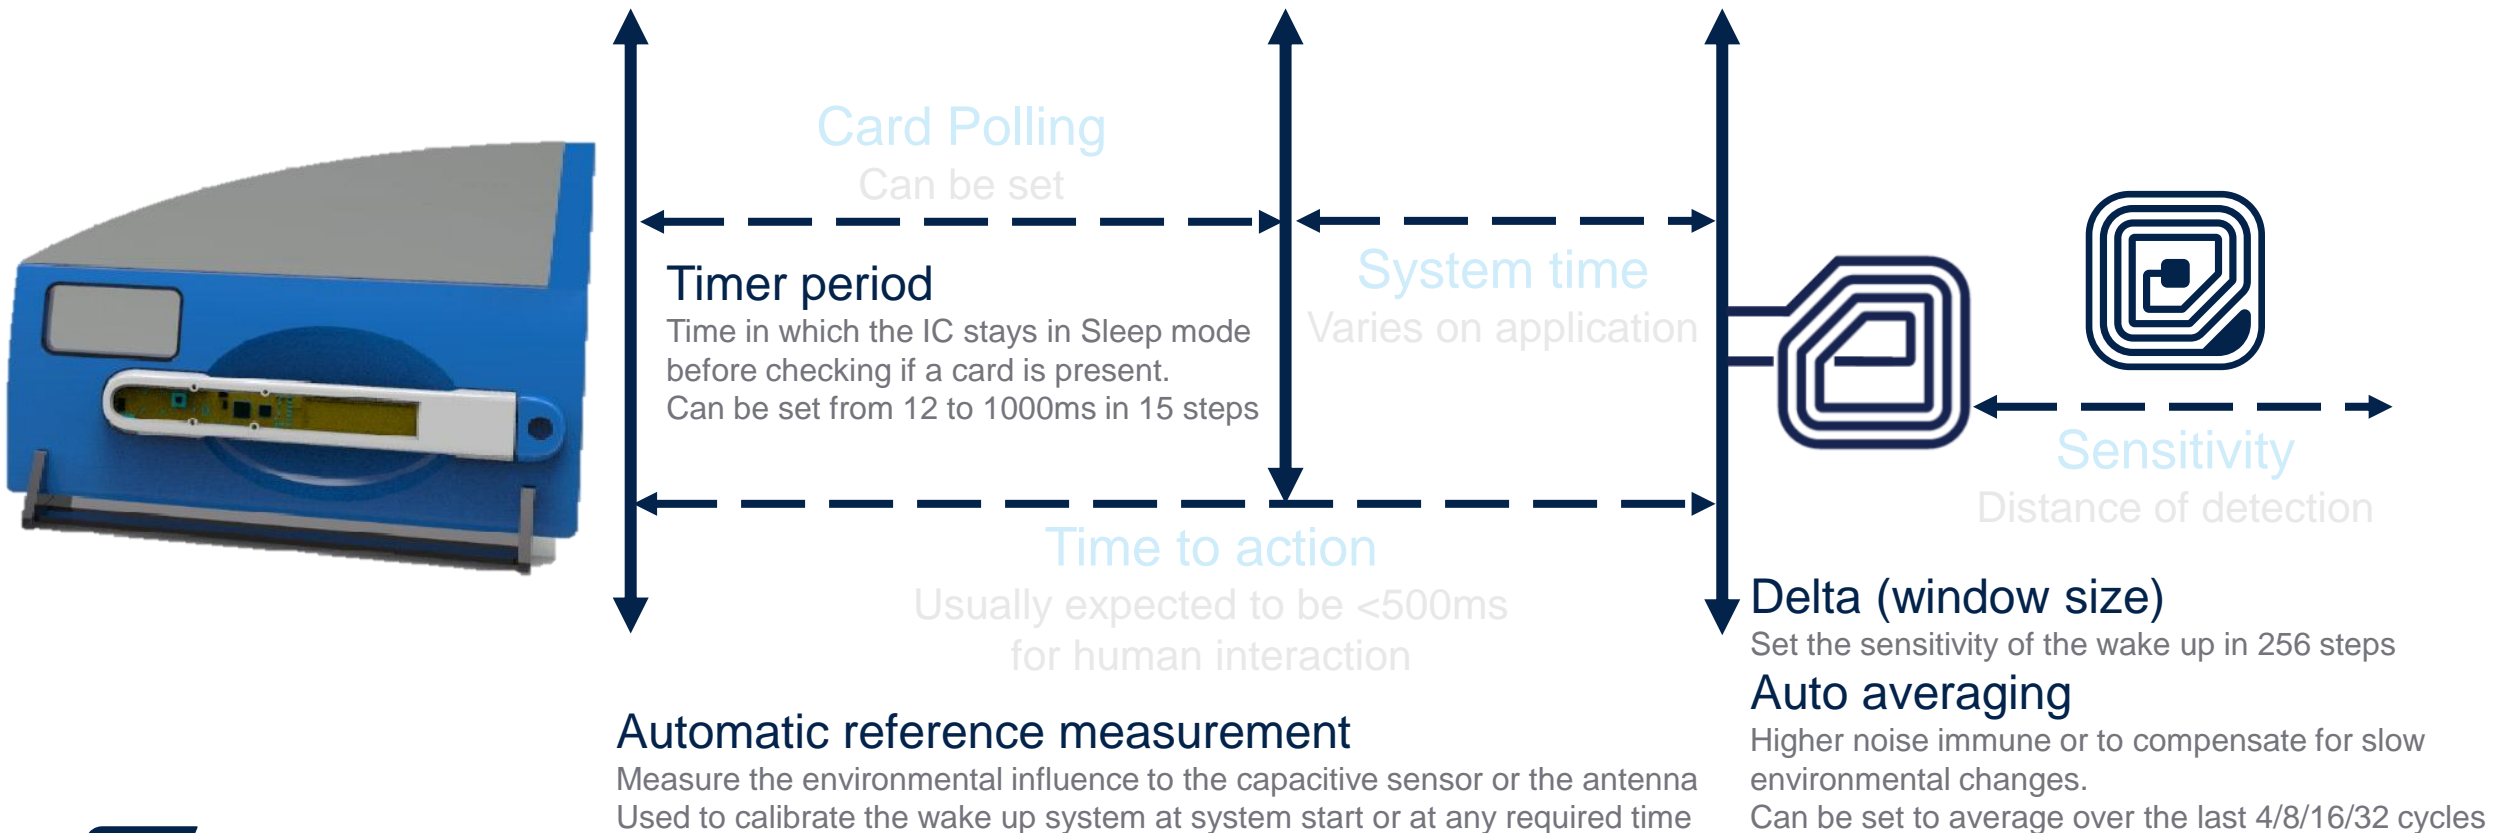 Card Polling
Can be set
Timer period
Time in which the IC stays in Sleep mode
before checking if a card is present.
Can be set from 12 to 1000ms in 15 steps
System time
Varies on application
Sensitivity
Distance of detection
Time to action
Usually expected to be <500ms
for human interaction
Delta (window size)
Set the sensitivity of the wake up in 256 steps
Auto averaging
Higher noise immune or to compensate for slow
environmental changes.
Can be set to average over the last 4/8/16/32 cycles
Automatic reference measurement
Measure the environmental influence to the capacitive sensor or the antenna
Used to calibrate the wake up system at system start or at any required time